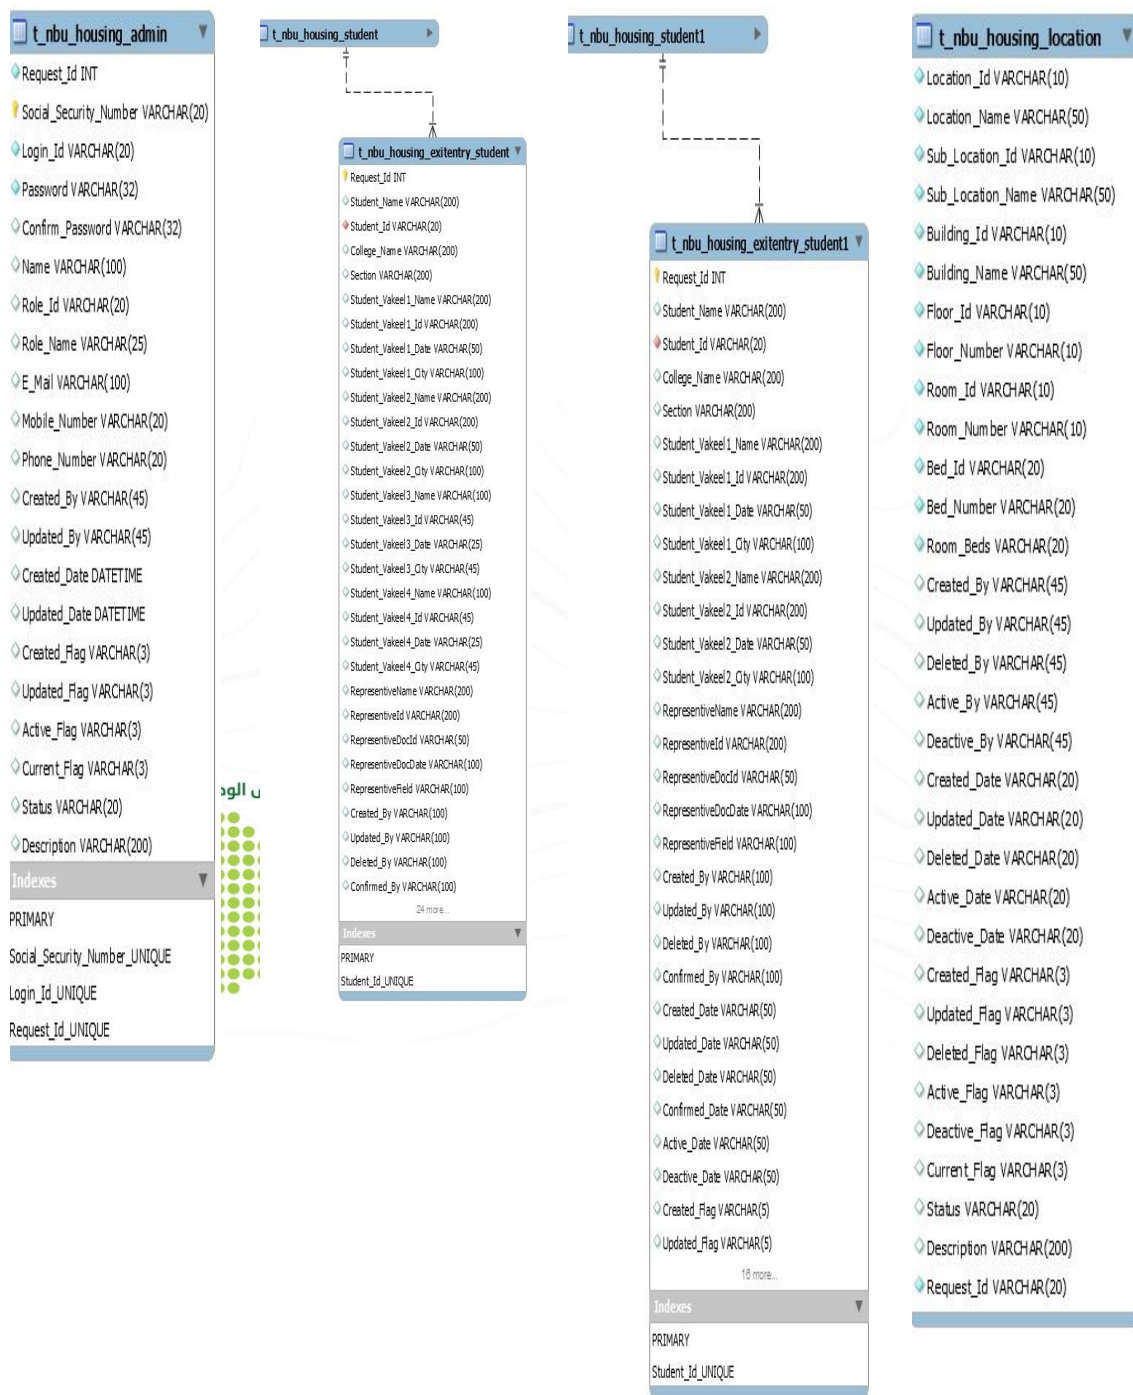 t_nbu_housing_admin
Request_Id INT
Social_Security_Number VARCHAR(20)
Login_Id VARCHAR(20)
Password VARCHAR(32)
Confirm_Password VARCHAR(32)
Name VARCHAR(100)
Role_Id VARCHAR(20)
Role_Name VARCHAR(25)
E_Mail VARCHAR(100)
Mobile_Number VARCHAR(20)
Phone_Number VARCHAR(20)
Created_By VARCHAR(45)
Updated_By VARCHAR(45)
Created_Date DATETIME
Updated_Date DATETIME
Created_Flag VARCHAR(3)
Updated_Flag VARCHAR(3)
Active_Flag VARCHAR(3)
Current_Flag VARCHAR(3)
Status VARCHAR(20)
Description VARCHAR(200)
Indexes
PRIMARY
Social_Security_Number_UNIQUE
Login_Id_UNIQUE
Request_Id_UNIQUE
t_nbu_housing_student
t_nbu_housing_exitentry_student
Request_Id INT
Student_Name VARCHAR(200)
Student_Id VARCHAR(20)
College_Name VARCHAR(200)
Section VARCHAR(200)
Student_Vakeel1_Name VARCHAR(200)
Student_Vakeel1_Id VARCHAR(200)
Student_Vakeel1_Date VARCHAR(50)
Student_Vakeel1_City VARCHAR(100)
Student_Vakeel2_Name VARCHAR(200)
Student_Vakeel2_Id VARCHAR(200)
Student_Vakeel2_Date VARCHAR(50)
Student_Vakeel2_City VARCHAR(100)
Student_Vakeel3_Name VARCHAR(100)
Student_Vakeel3_Id VARCHAR(45)
Student_Vakeel3_Date VARCHAR(25)
Student_Vakeel3_City VARCHAR(45)
Student_Vakeel4_Name VARCHAR(100)
Student_Vakeel4_Id VARCHAR(45)
Student_Vakeel4_Date VARCHAR(25)
Student_Vakeel4_City VARCHAR(45)
RepresentiveName VARCHAR(200)
RepresentiveId VARCHAR(200)
RepresentiveDocId VARCHAR(50)
RepresentiveDocDate VARCHAR(100)
RepresentiveField VARCHAR(100)
Created_By VARCHAR(100)
Updated_By VARCHAR(100)
Deleted_By VARCHAR(100)
Confirmed_By VARCHAR(100)
24 more...
Indexes
PRIMARY
Student_Id_UNIQUE
t_nbu_housing_student1
t_nbu_housing_exitentry_student1
Request_Id INT
Student_Name VARCHAR(200)
Student_Id VARCHAR(20)
College_Name VARCHAR(200)
Section VARCHAR(200)
Student_Vakeel1_Name VARCHAR(200)
Student_Vakeel1_Id VARCHAR(200)
Student_Vakeel1_Date VARCHAR(50)
Student_Vakeel1_City VARCHAR(100)
Student_Vakeel2_Name VARCHAR(200)
Student_Vakeel2_Id VARCHAR(200)
Student_Vakeel2_Date VARCHAR(50)
Student_Vakeel2_City VARCHAR(100)
RepresentiveName VARCHAR(200)
RepresentiveId VARCHAR(200)
RepresentiveDocId VARCHAR(50)
RepresentiveDocDate VARCHAR(100)
RepresentiveField VARCHAR(100)
Created_By VARCHAR(100)
Updated_By VARCHAR(100)
Deleted_By VARCHAR(100)
Confirmed_By VARCHAR(100)
Created_Date VARCHAR(50)
Updated_Date VARCHAR(50)
Deleted_Date VARCHAR(50)
Confirmed_Date VARCHAR(50)
Active_Date VARCHAR(50)
Deactive_Date VARCHAR(50)
Created_Flag VARCHAR(5)
Updated_Flag VARCHAR(5)
16 more...
Indexes
PRIMARY
Student_Id_UNIQUE
t_nbu_housing_location
Location_Id VARCHAR(10)
Location_Name VARCHAR(50)
Sub_Location_Id VARCHAR(10)
Sub_Location_Name VARCHAR(50)
Building_Id VARCHAR(10)
Building_Name VARCHAR(50)
Floor_Id VARCHAR(10)
Floor_Number VARCHAR(10)
Room_Id VARCHAR(10)
Room_Number VARCHAR(10)
Bed_Id VARCHAR(20)
Bed_Number VARCHAR(20)
Room_Beds VARCHAR(20)
Created_By VARCHAR(45)
Updated_By VARCHAR(45)
Deleted_By VARCHAR(45)
Active_By VARCHAR(45)
Deactive_By VARCHAR(45)
Created_Date VARCHAR(20)
Updated_Date VARCHAR(20)
Deleted_Date VARCHAR(20)
Active_Date VARCHAR(20)
Deactive_Date VARCHAR(20)
Created_Flag VARCHAR(3)
Updated_Flag VARCHAR(3)
Deleted_Flag VARCHAR(3)
Active_Flag VARCHAR(3)
Deactive_Flag VARCHAR(3)
Current_Flag VARCHAR(3)
Status VARCHAR(20)
Description VARCHAR(200)
Request_Id VARCHAR(20)